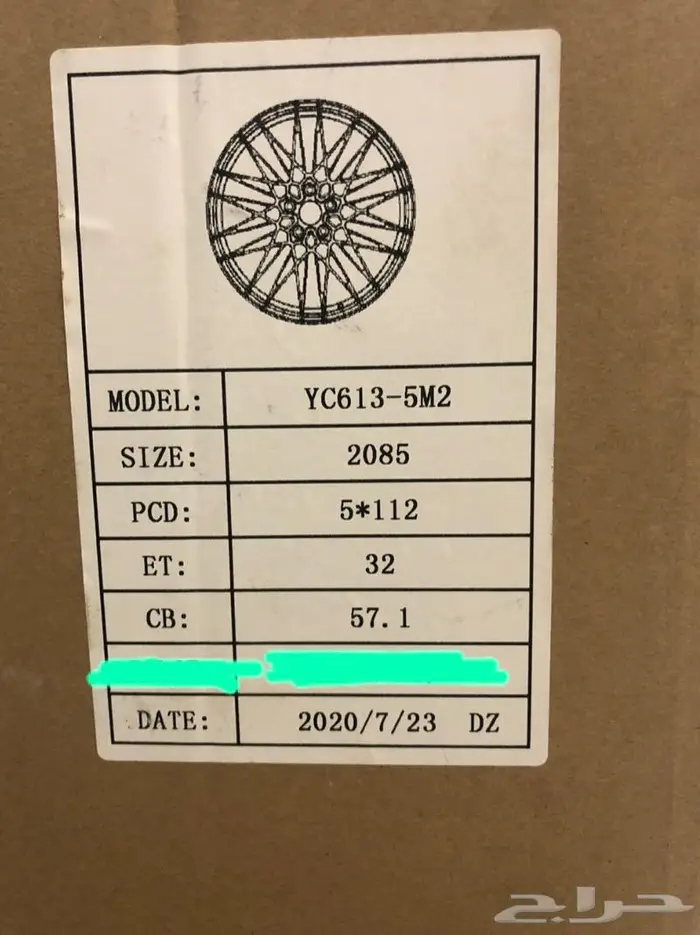 MODEL: YC613-5M2
SIZE: 2085
PCD: 5*112
ET: 32
CB: 57.1
DATE: 2020/7/23 DZ
حراج